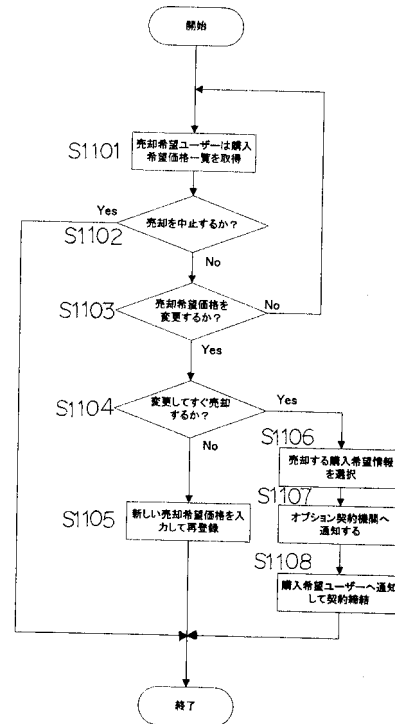 開始
S1101
売却希望ユーザーは購入
希望価格一覧を取得
Yes
S1102
売却を中止するか?
No
S1103
売却希望価格を
変更するか?
No
Yes
S1104
変更してすぐ売却
するか?
Yes
No
S1106
売却する購入希望情報
を選択
S1105
新しい売却希望価格を入
力して再登録
S1107
オプション契約機関へ
通知する
S1108
購入希望ユーザーへ通知
して契約締結
終了